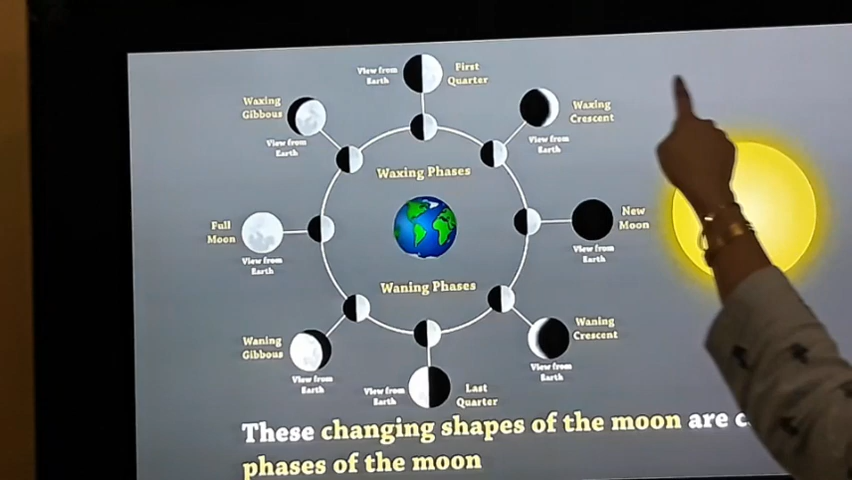 View from
Earth
First
Quarter
Waxing
Gibbous
View from
Earth
Waxing
Crescent
View from
Earth
Waxing Phases
Full
Moon
View from
Earth
New
Moon
View from
Earth
Waning Phases
Waning
Gibbous
View from
Earth
Waning
Crescent
View from
Earth
View from
Earth
Last
Quarter
These changing shapes of the moon are
phases of the moon